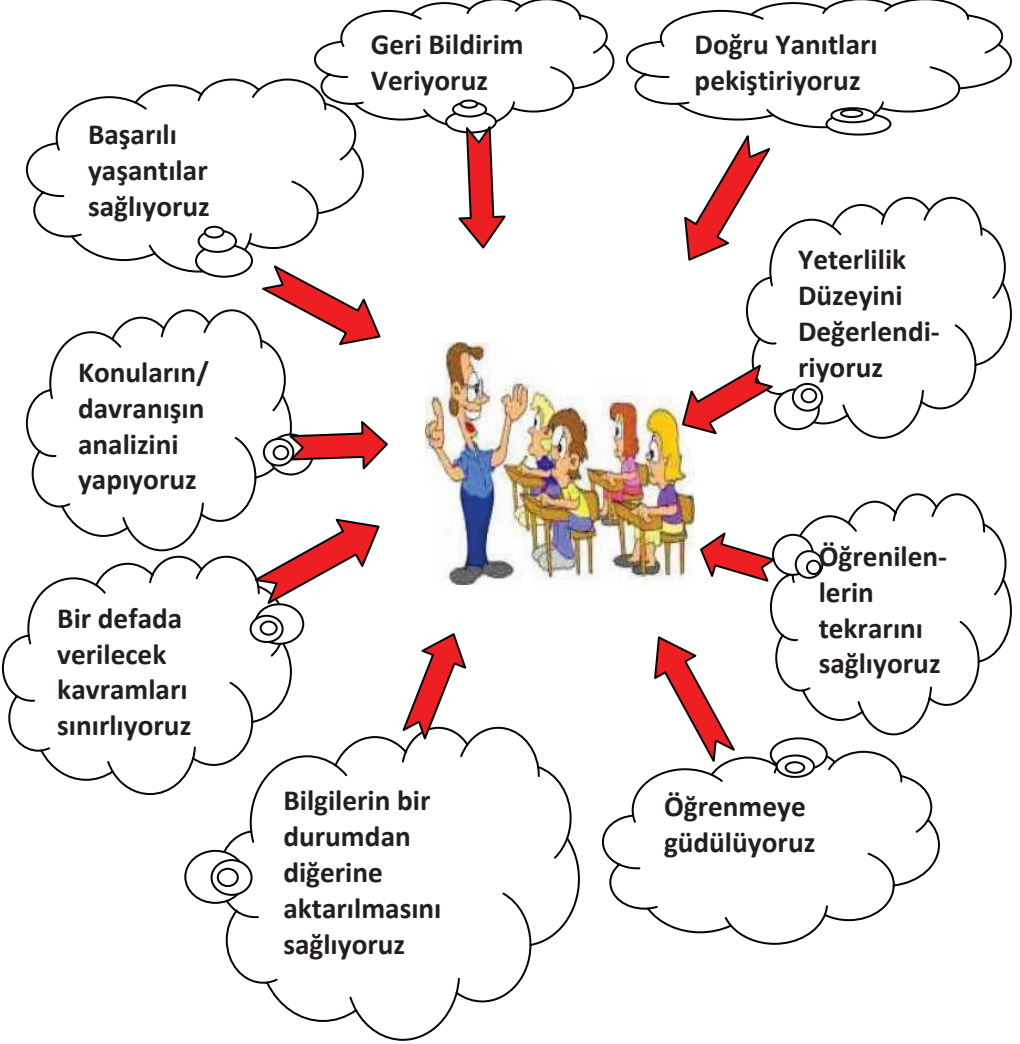 Geri Bildirim
Veriyoruz
Doğru Yanıtları
pekiştiriyoruz
Başarılı
yaşantılar
sağlıyoruz
Yeterlilik
Düzeyini
Değerlendi-
riyoruz
Konuların/
davranışın
analizini
yapıyoruz
Öğrenilen-
lerin
tekrarını
sağlıyoruz
Bir defada
verilecek
kavramları
sınırlıyoruz
Bilgilerin bir
durumdan
diğerine
aktarılmasını
sağlıyoruz
Öğrenmeye
güdülüyoruz